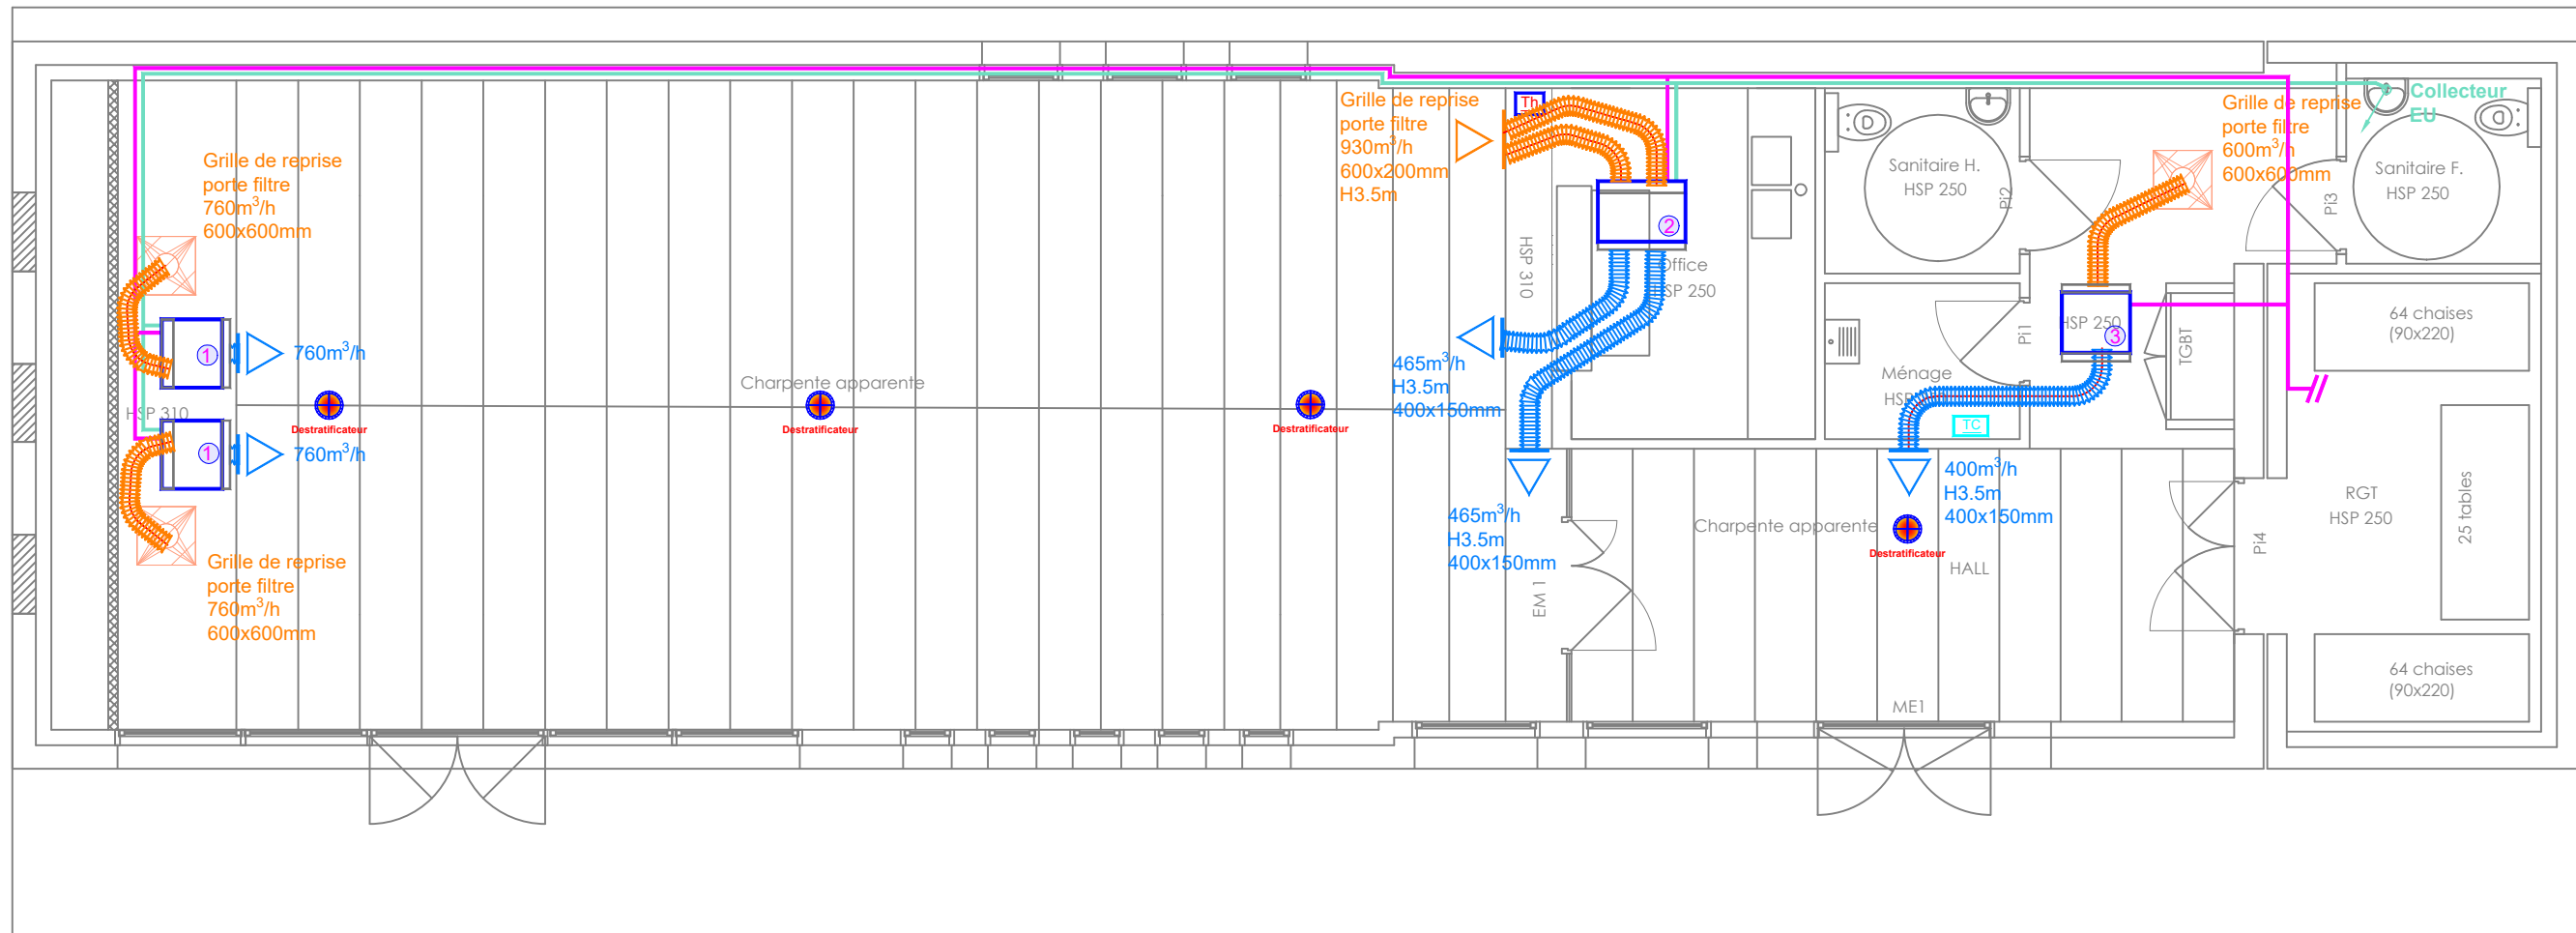 Grille de reprise
porte filtre
760m³/h
600x600mm
1
760m³/h
HSP 310
1
760m³/h
Grille de reprise
porte filtre
760m³/h
600x600mm
Destratificateur
Charpente apparente
Destratificateur
Destratificateur
Grille de reprise
porte filtre
930m³/h
600x200mm
H3.5m
Th
HSP 310
2
Office
HSP 250
465m³/h
H3.5m
400x150mm
465m³/h
H3.5m
400x150mm
EM 1
Sanitaire H.
HSP 250
Pi2
Ménage
Pi1
TC
HSP 250
3
TGBT
Grille de reprise
porte filtre
600m³/h
600x600mm
Pi3
Collecteur
EU
Sanitaire F.
HSP 250
400m³/h
H3.5m
400x150mm
Charpente apparente
Destratificateur
HALL
ME1
Pi4
64 chaises
(90x220)
RGT
HSP 250
25 tables
64 chaises
(90x220)